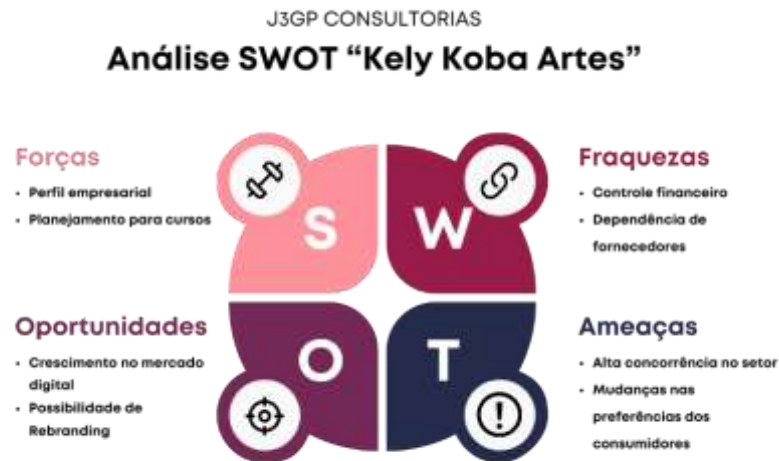 J3GP CONSULTORIAS
Análise SWOT “Kely Koba Artes”
Forças
• Perfil empresarial
• Planejamento para cursos
S
W
Fraquezas
• Controle financeiro
• Dependência de
fornecedores
Oportunidades
• Crescimento no mercado
digital
• Possibilidade de
Rebranding
O
T
Ameaças
• Alta concorrência no setor
• Mudanças nas
preferências dos
consumidores